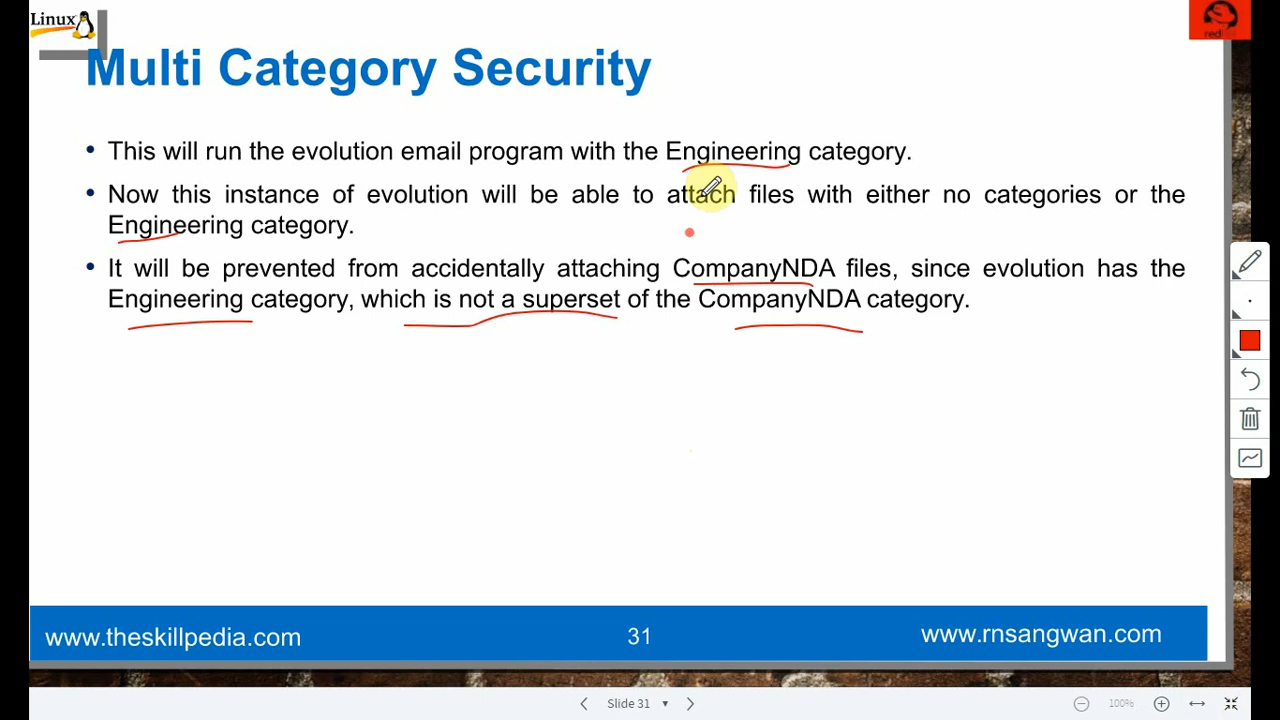 Linux
red
Multi Category Security
• This will run the evolution email program with the Engineering category.
• Now this instance of evolution will be able to attach files with either no categories or the
Engineering category.
• It will be prevented from accidentally attaching CompanyNDA files, since evolution has the
Engineering category, which is not a superset of the CompanyNDA category.
www.theskillpedia.com
31
www.rnsangwan.com
Slide 31
100%